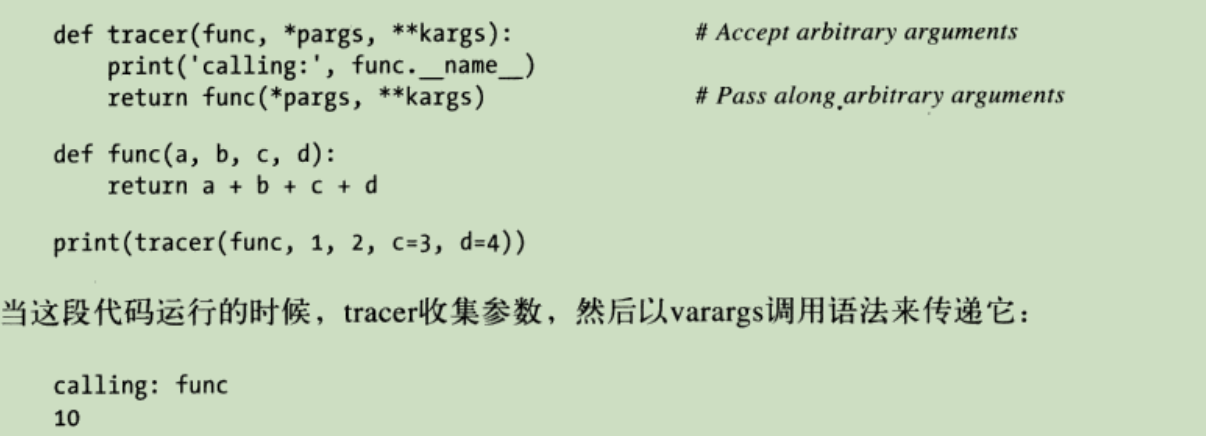 def tracer(func, *pargs, **kargs): # Accept arbitrary arguments
    print('calling:', func.__name__)
    return func(*pargs, **kargs) # Pass along arbitrary arguments
def func(a, b, c, d):
    return a + b + c + d
print(tracer(func, 1, 2, c=3, d=4))
当这段代码运行的时候，tracer收集参数，然后以varargs调用语法来传递它：
calling: func
10